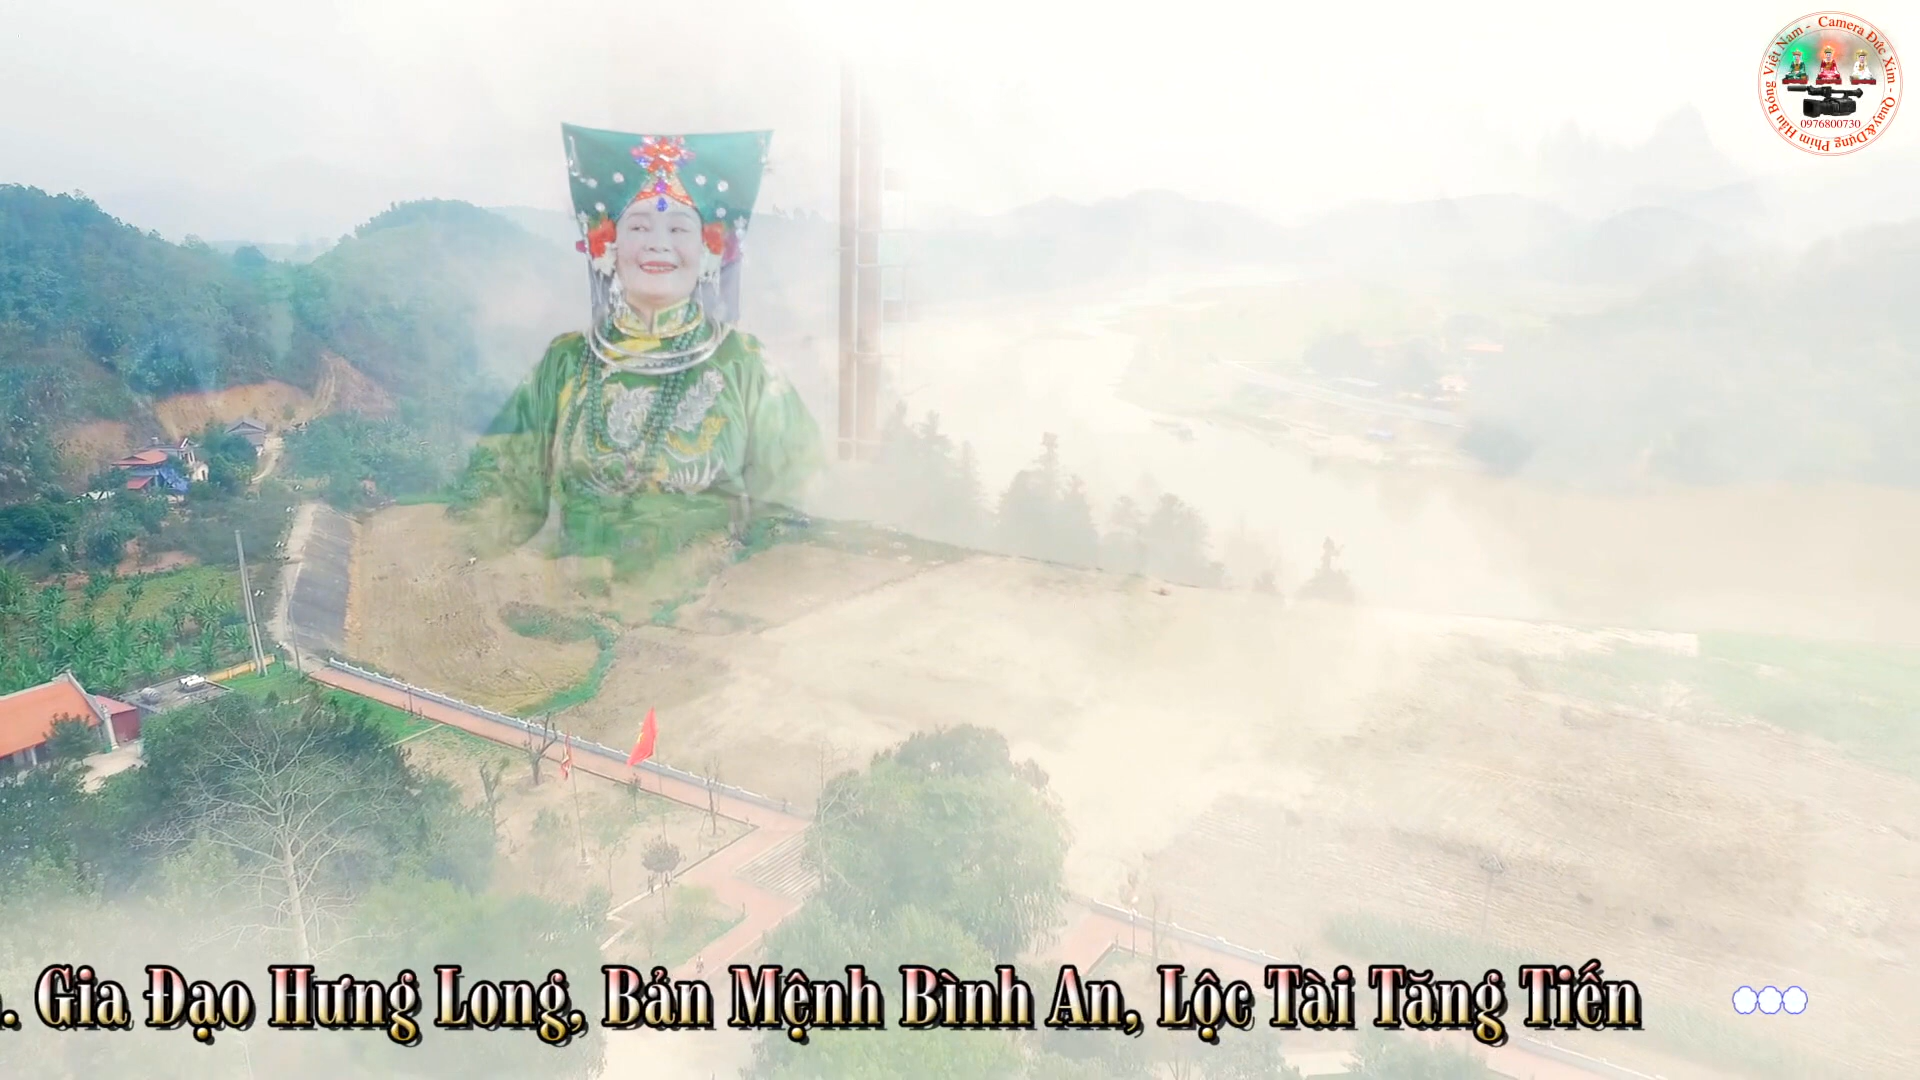 Việt Nam - Camera Đức Xim - Quay&Dựng Phim Hầu Bóng
0976800730
. Gia Đạo Hưng Long, Bản Mệnh Bình An, Lộc Tài Tăng Tiến